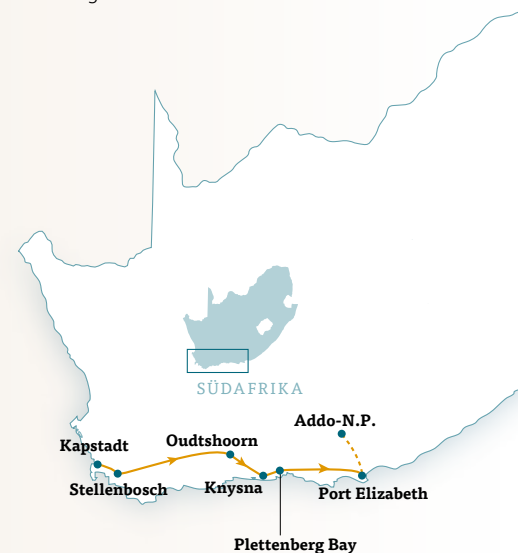 SÜDAFRIKA
Addo-N.P.
Kapstadt
Oudtshoorn
Stellenbosch
Knysna
Port Elizabeth
Plettenberg Bay